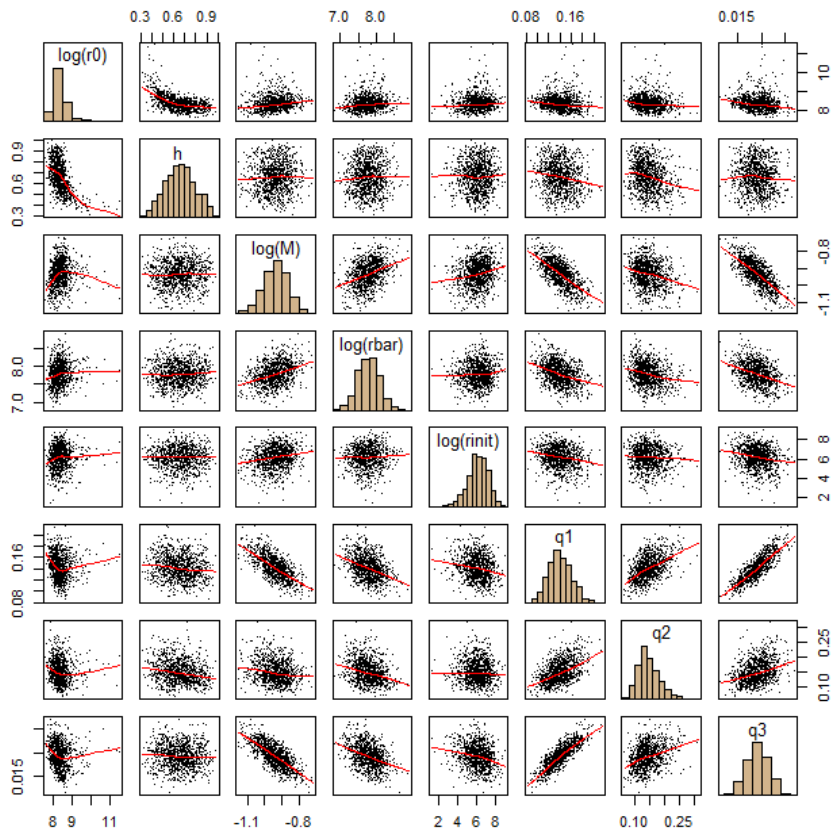 0.3 0.6 0.9 7.0 8.0 0.08 0.16 0.015
log(r0) 8 10
0.3 0.6 0.9 h
log(M) -1.1 -0.8
7.0 8.0 log(rbar)
log(rinit) 2 4 6 8
0.08 0.16 q1
q2 0.10 0.25
0.015 q3
8 9 11 -1.1 -0.8 2 4 6 8 0.10 0.25